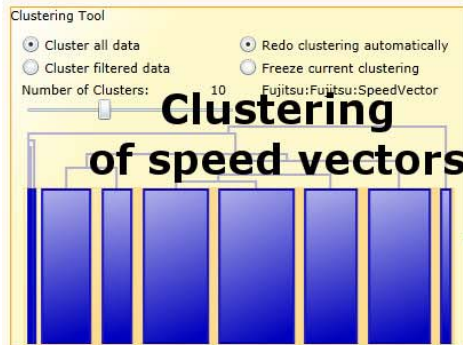 Clustering Tool
Cluster all data
Redo clustering automatically
Cluster filtered data
Freeze current clustering
Number of Clusters: 10 Fujitsu:Fujitsu:SpeedVector
Clustering
of speed vectors